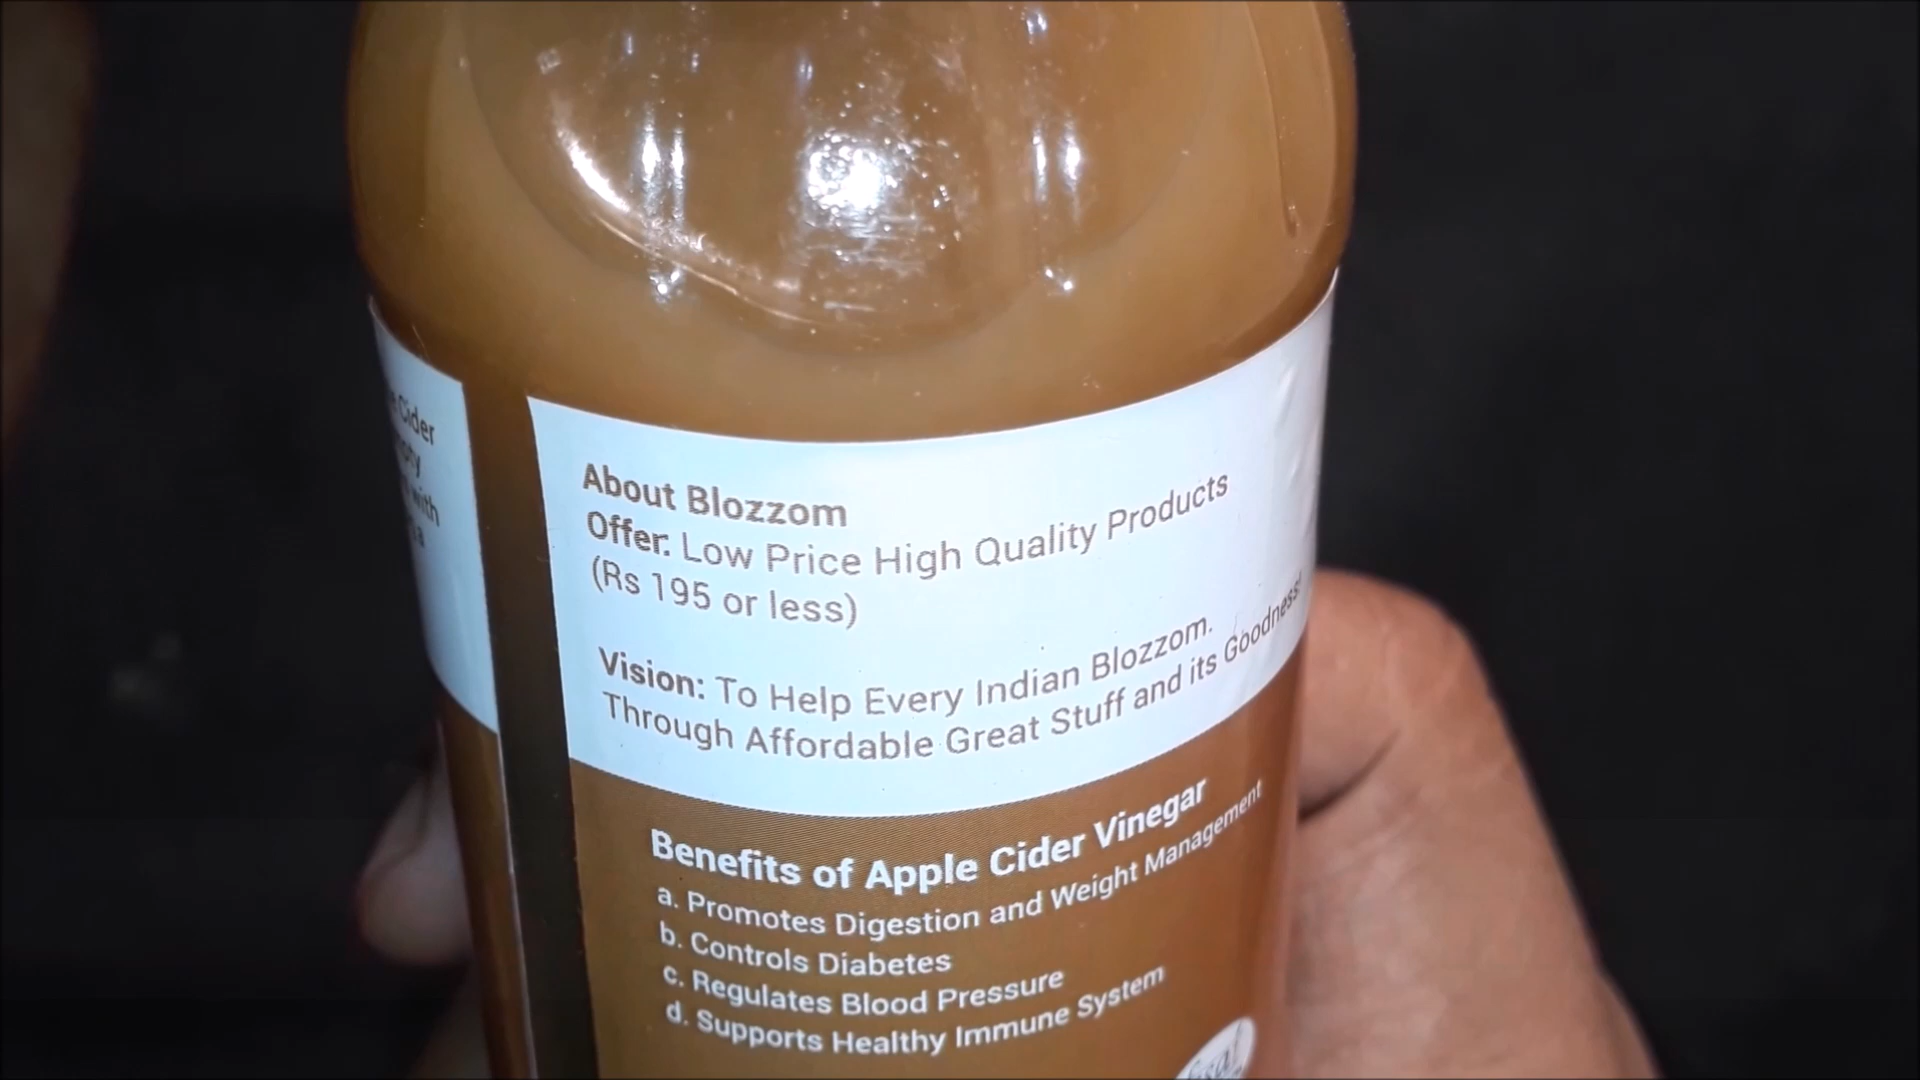 Cider
with
About Blozzom
Offer: Low Price High Quality Products
(Rs 195 or less)
Vision: To Help Every Indian Blozzom.
Through Affordable Great Stuff and its Goodness!
Benefits of Apple Cider Vinegar
a. Promotes Digestion and Weight Management
b. Controls Diabetes
c. Regulates Blood Pressure
d. Supports Healthy Immune System